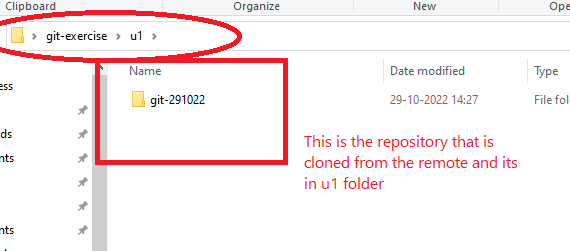 Clipboard
Organize
New
Open
git-exercise
u1
Name
Date modified
Type
git-291022
29-10-2022 14:27
File fol
ess
ds
nts
nts
This is the repository that is
cloned from the remote and its
in u1 folder